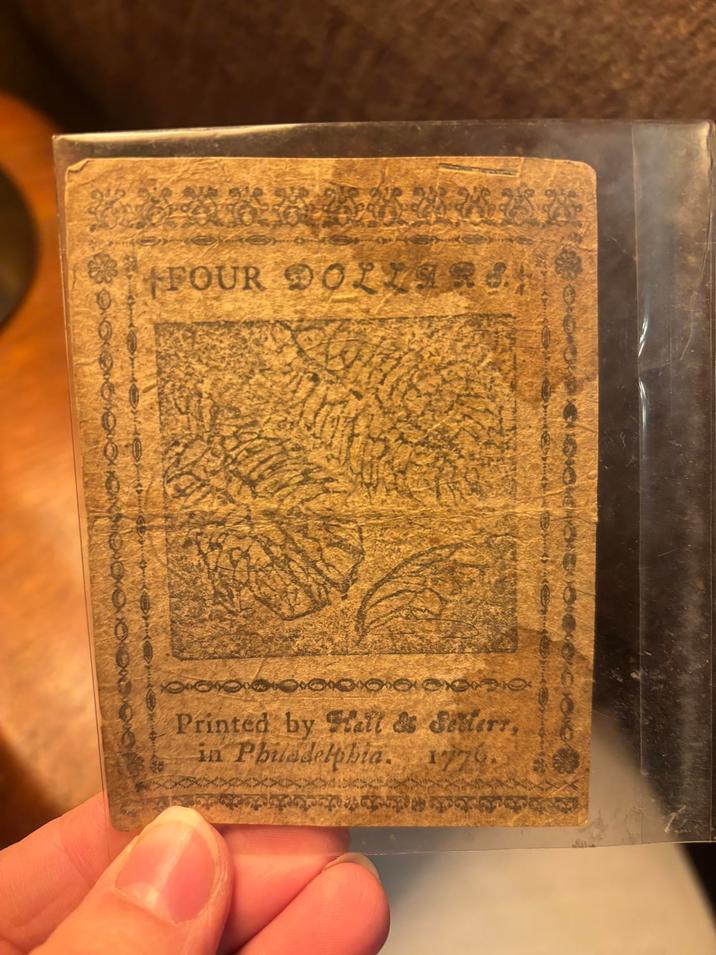 FOUR DOLLARS.
Printed by Hall & Sellers,
in Philadelphia. 1776.